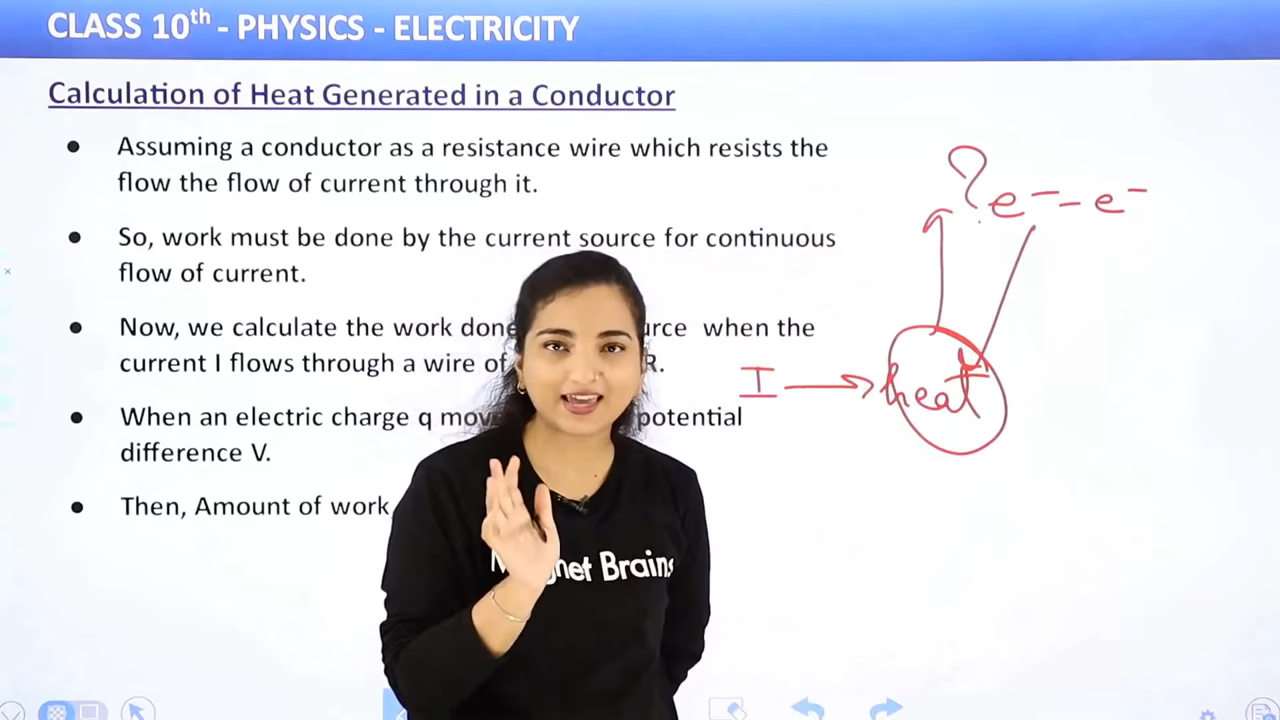 CLASS 10th - PHYSICS - ELECTRICITY
Calculation of Heat Generated in a Conductor
• Assuming a conductor as a resistance wire which resists the
flow the flow of current through it.
• So, work must be done by the current source for continuous
flow of current.
• Now, we calculate the work done urce when the
current I flows through a wire of R.
• When an electric charge q mov potential
difference V.
• Then, Amount of work
? e⁻ - e⁻
I → heat
Magnet Brains